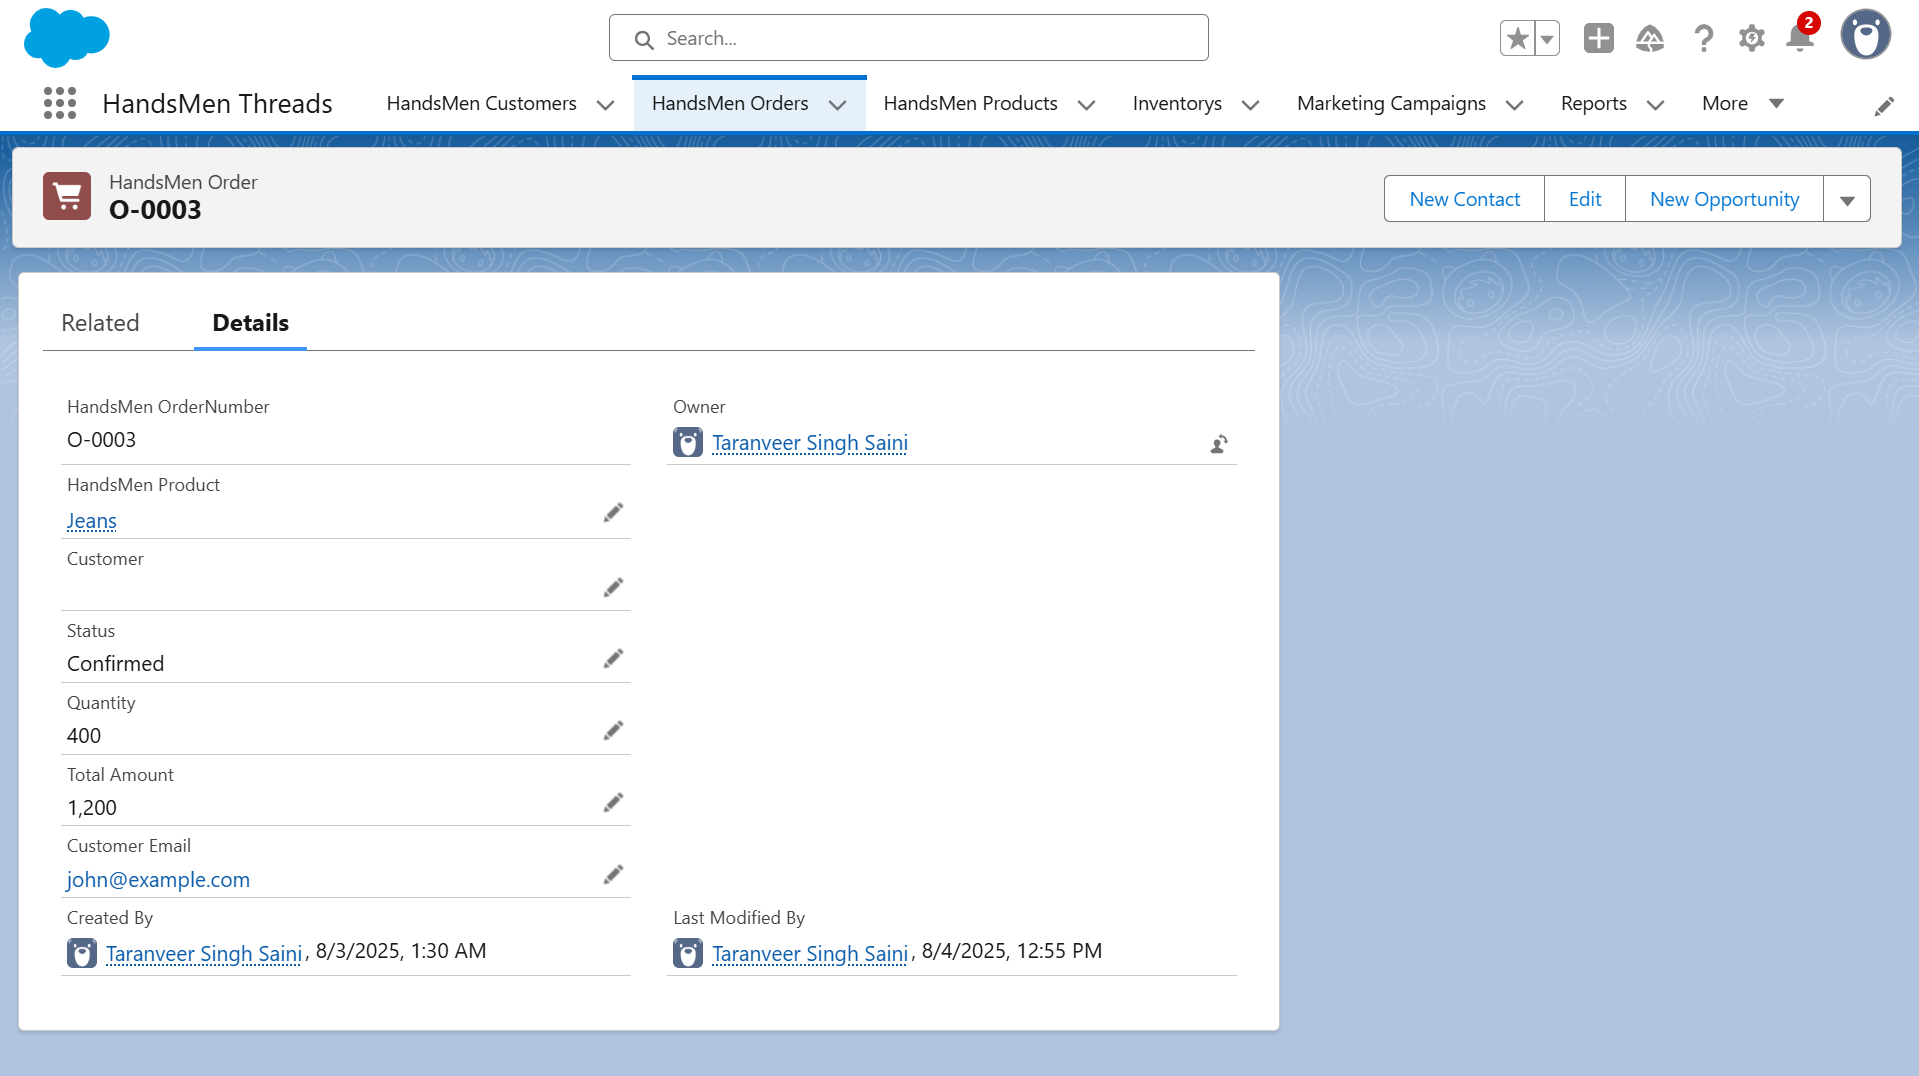 Search...
2
HandsMen Threads HandsMen Customers HandsMen Orders HandsMen Products Inventorys Marketing Campaigns Reports More
HandsMen Order
O-0003
New Contact Edit New Opportunity
Related Details
HandsMen OrderNumber
O-0003
Owner
Taranveer Singh Saini
HandsMen Product
Jeans
Customer
Status
Confirmed
Quantity
400
Total Amount
1,200
Customer Email
john@example.com
Created By
Taranveer Singh Saini, 8/3/2025, 1:30 AM
Last Modified By
Taranveer Singh Saini, 8/4/2025, 12:55 PM